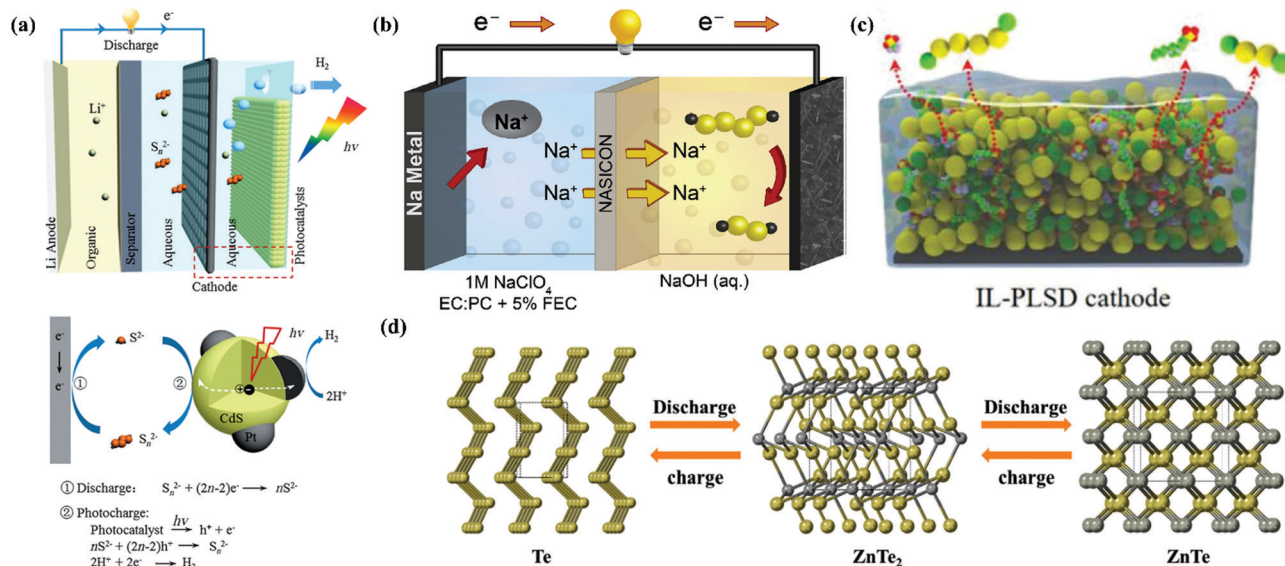 (a)
e-
e-
Discharge
H₂
Li⁺
Sₙ²⁻
hν
Li Anode
Organic
Separator
Aqueous
Aqueous
Photocatalysts
Cathode
e-
e-
S²⁻
hν
H₂
①
②
2H⁺
CdS
Pt
Sₙ²⁻
① Discharge: Sₙ²⁻ + (2n-2)e⁻ → nS²⁻
② Photocharge:
hν
Photocatalyst → h⁺ + e-
nS²⁻ + (2n-2)h⁺ → Sₙ²⁻
2H⁺ + 2e⁻ → H₂
(b)
e⁻
e⁻
Na Metal
Na⁺
Na⁺
Na⁺
NASICON
Na⁺
Na⁺
1M NaClO₄
EC:PC + 5% FEC
NaOH (aq.)
(c)
IL-PLSD cathode
(d)
Discharge
charge
Discharge
charge
Te
ZnTe₂
ZnTe